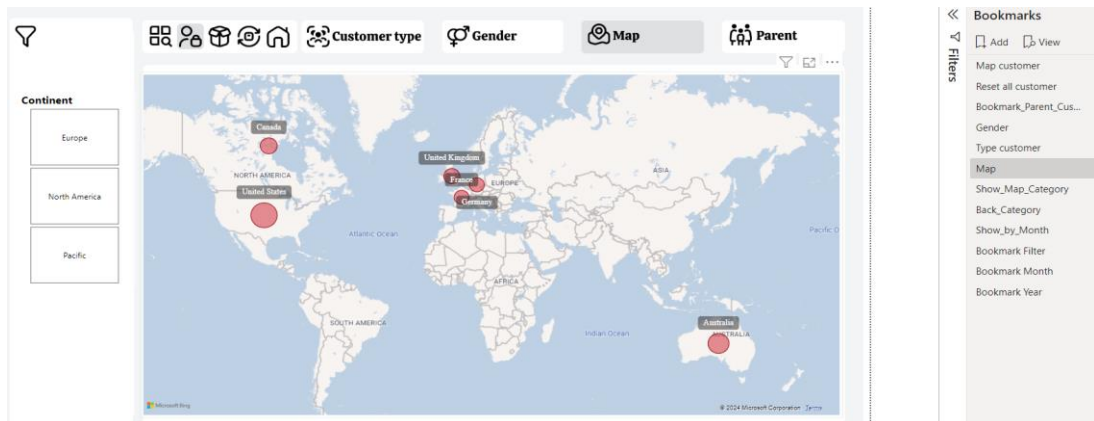 Customer type
Gender
Map
Parent
Continent
Europe
North America
Pacific
Canada
NORTH AMERICA
United States
United Kingdom
France
EUROPE
Germany
ASIA
Atlantic Ocean
Pacific O
AFRICA
SOUTH AMERICA
Indian Ocean
Australia
AUSTRALIA
Microsoft Bing
© 2024 Microsoft Corporation Terms
Filters
Bookmarks
Add View
Map customer
Reset all customer
Bookmark_Parent_Cus...
Gender
Type customer
Map
Show_Map_Category
Back_Category
Show_by_Month
Bookmark Filter
Bookmark Month
Bookmark Year